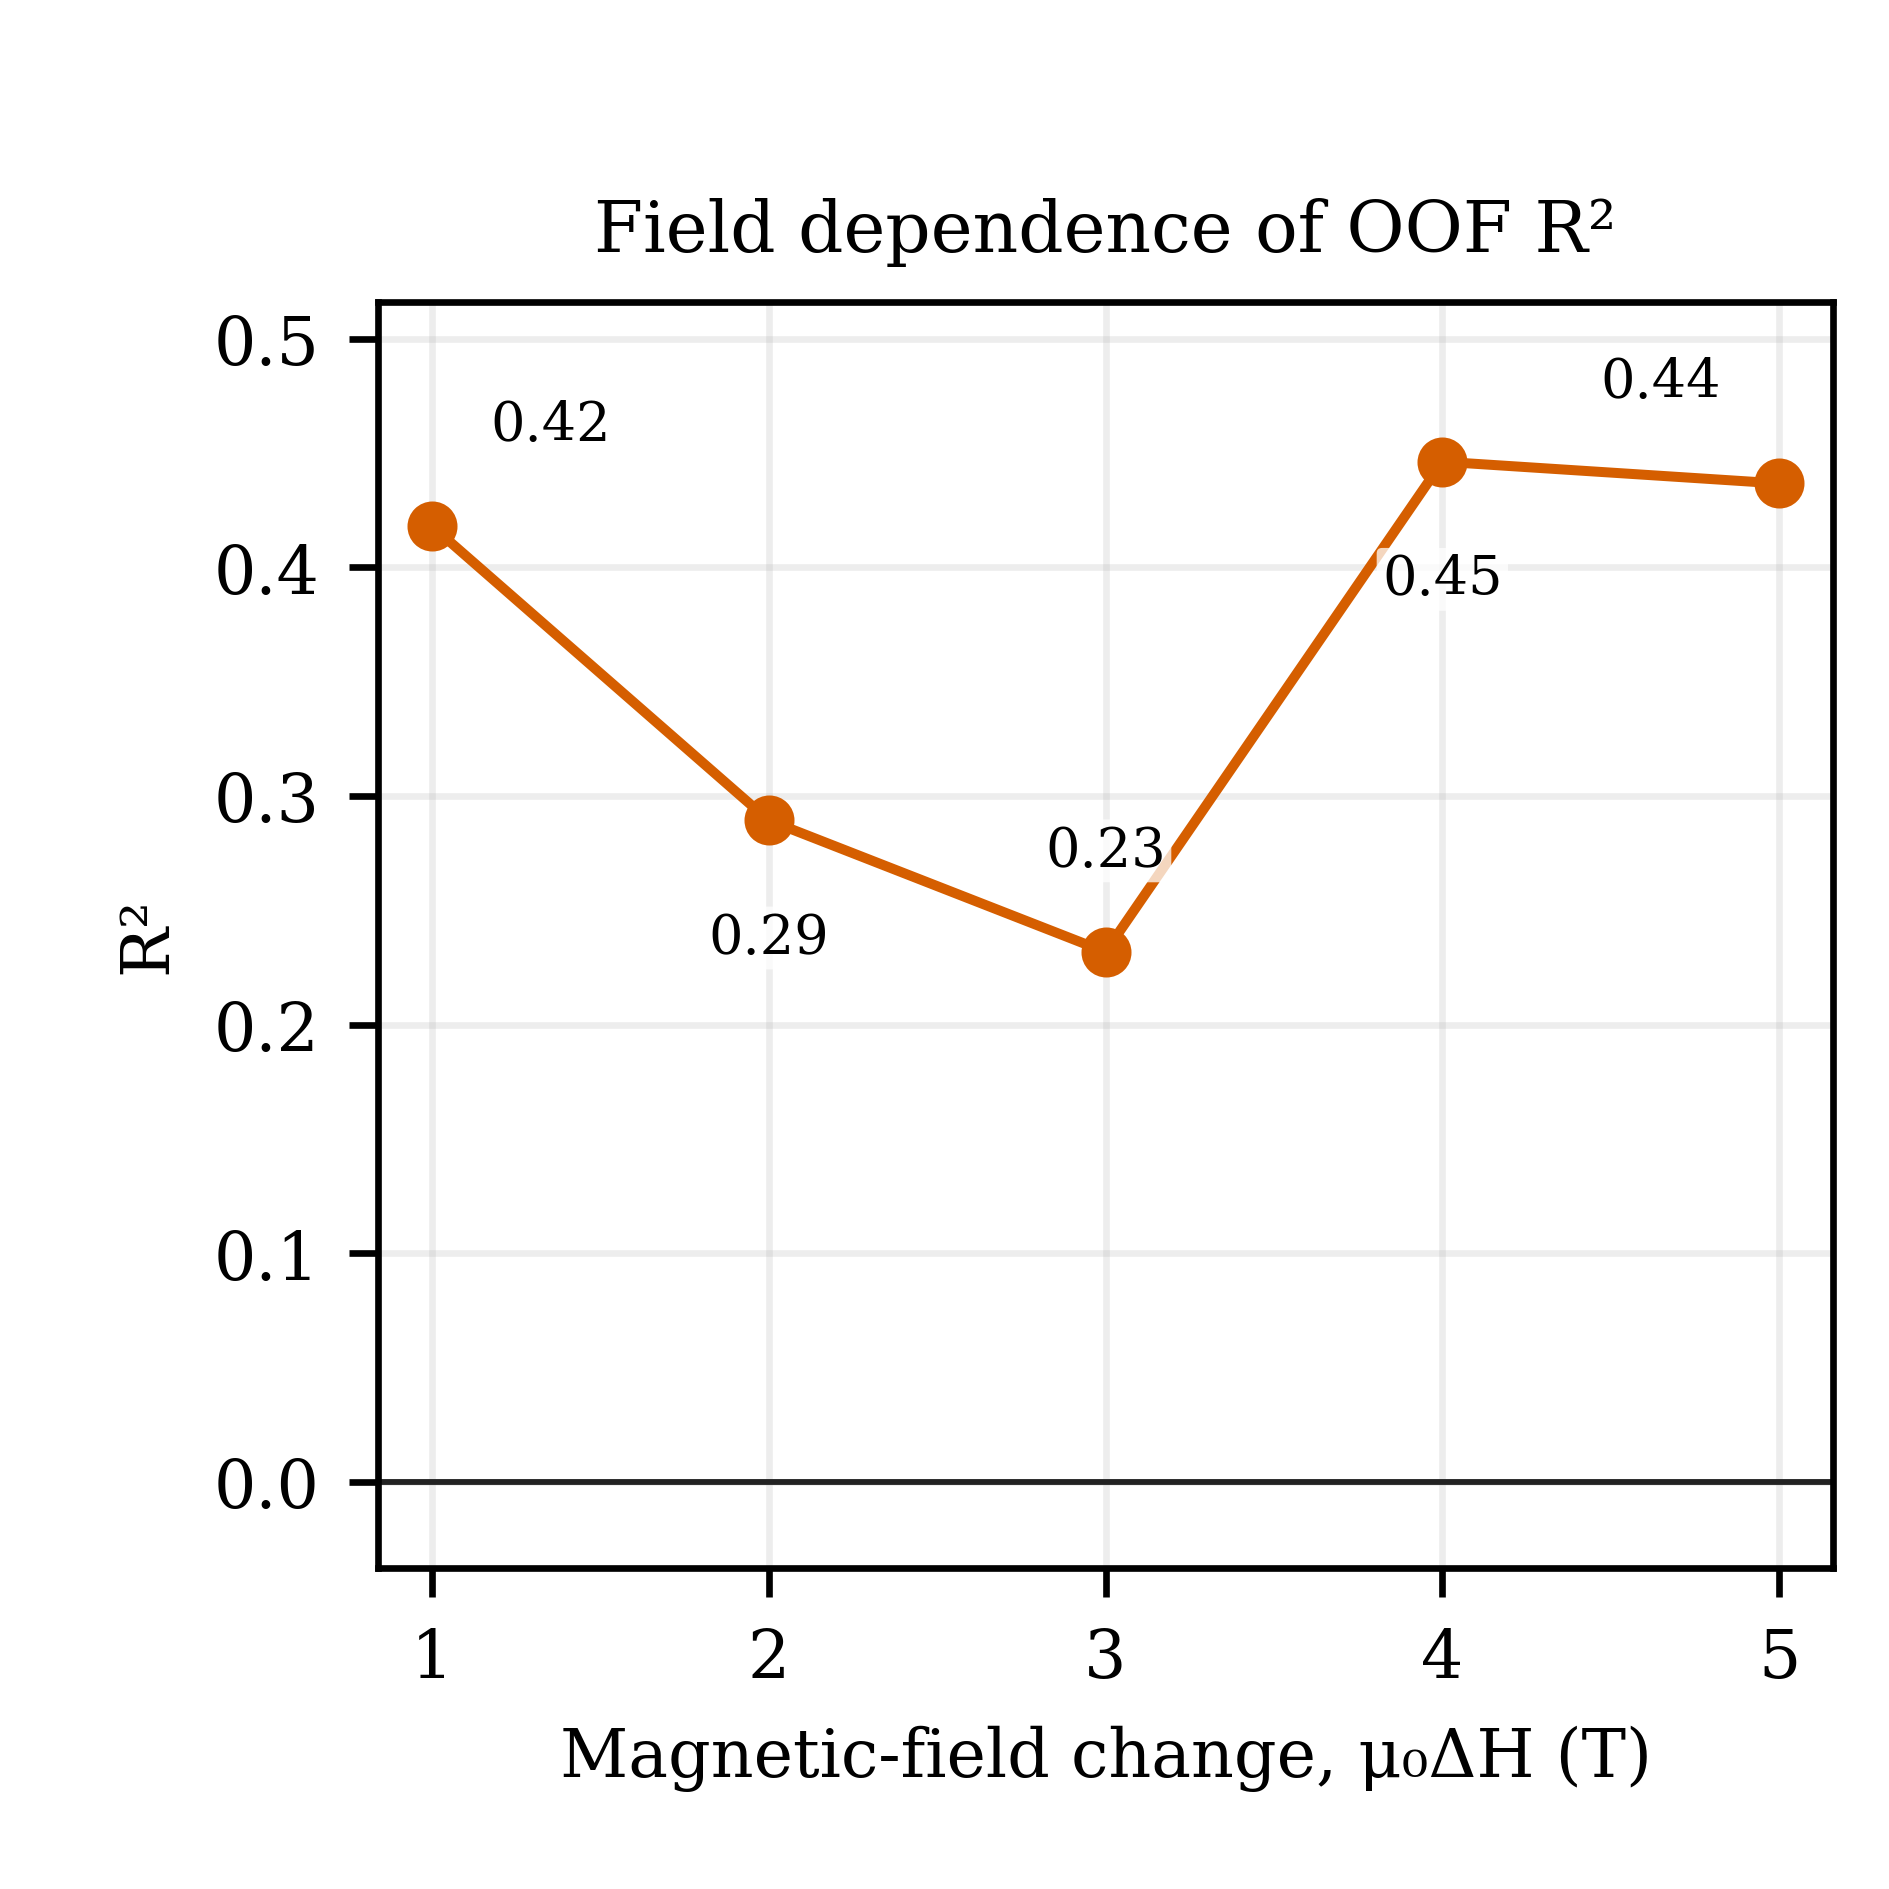 Field dependence of OOF R²
0.5
0.44
0.42
0.4
0.45
0.3
0.23
0.29
R²
0.2
0.1
0.0
1 2 3 4 5
Magnetic-field change, μ₀ΔH (T)